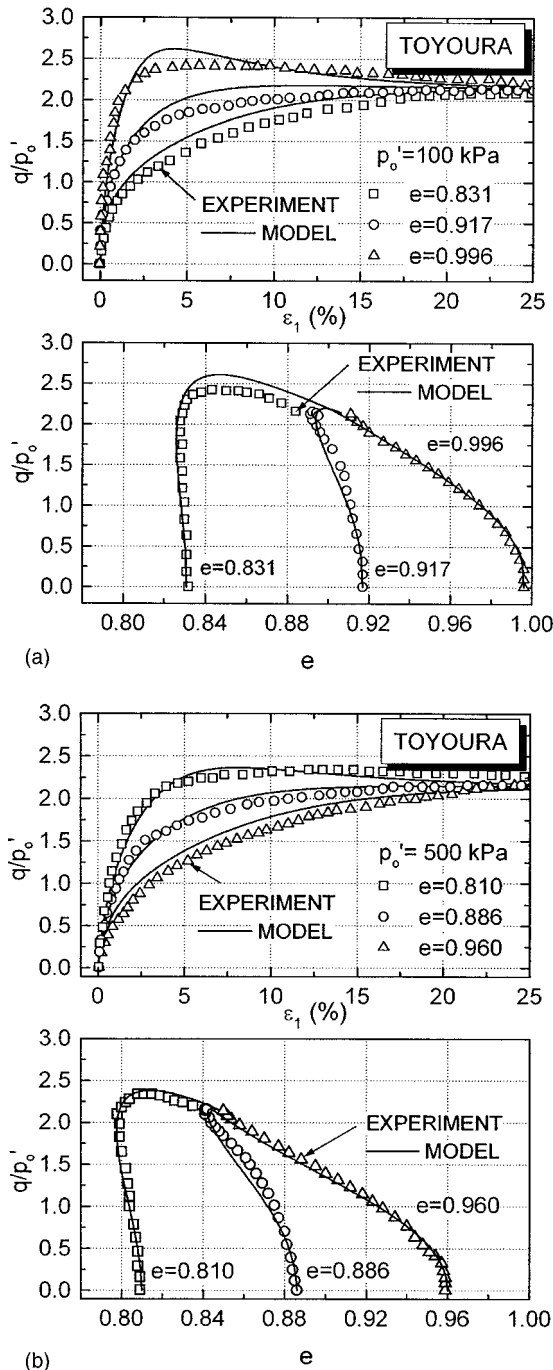 TOYOURA
3.0
2.5
2.0
1.5
1.0
0.5
0.0
q/p₀'
p₀'=100 kPa
EXPERIMENT
MODEL
e=0.831
e=0.917
e=0.996
0 5 10 15 20 25
ε₁ (%)
3.0
2.5
2.0
1.5
1.0
0.5
0.0
q/p₀'
EXPERIMENT
MODEL
e=0.996
e=0.831
e=0.917
0.80 0.84 0.88 0.92 0.96 1.00
(a)
e
TOYOURA
3.0
2.5
2.0
1.5
1.0
0.5
0.0
q/p₀'
p₀'= 500 kPa
EXPERIMENT
MODEL
e=0.810
e=0.886
e=0.960
0 5 10 15 20 25
ε₁ (%)
3.0
2.5
2.0
1.5
1.0
0.5
0.0
q/p₀'
EXPERIMENT
MODEL
e=0.960
e=0.810
e=0.886
0.80 0.84 0.88 0.92 0.96 1.00
(b)
e